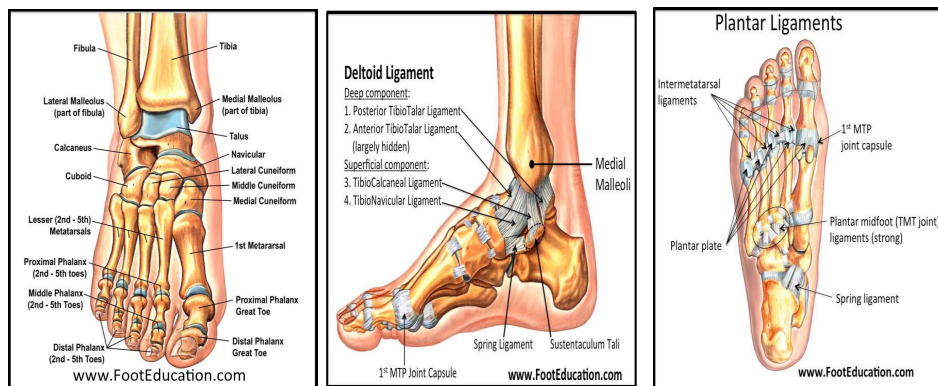 Fibula
Tibia
Lateral Malleolus
(part of fibula)
Medial Malleolus
(part of tibia)
Talus
Calcaneus
Navicular
Lateral Cuneiform
Cuboid
Middle Cuneiform
Medial Cuneiform
Lesser (2nd - 5th)
Metatarsals
1st Metararsal
Proximal Phalanx
(2nd - 5th toes)
Middle Phalanx
(2nd - 5th Toes)
Proximal Phalanx
Great Toe
Distal Phalanx
(2nd - 5th Toes)
Distal Phalanx
Great Toe
www.FootEducation.com
Deltoid Ligament
Deep component:
1. Posterior TibioTalar Ligament
2. Anterior TibioTalar Ligament
(largely hidden)
Superficial component:
3. TibioCalcaneal Ligament
4. TibioNavicular Ligament
Medial
Malleoli
Spring Ligament
Sustentaculum Tali
1st MTP Joint Capsule
www.FootEducation.com
Plantar Ligaments
Intermetatarsal
ligaments
1st MTP
joint capsule
Plantar plate
Plantar midfoot (TMT joint)
ligaments (strong)
Spring ligament
www.FootEducation.com